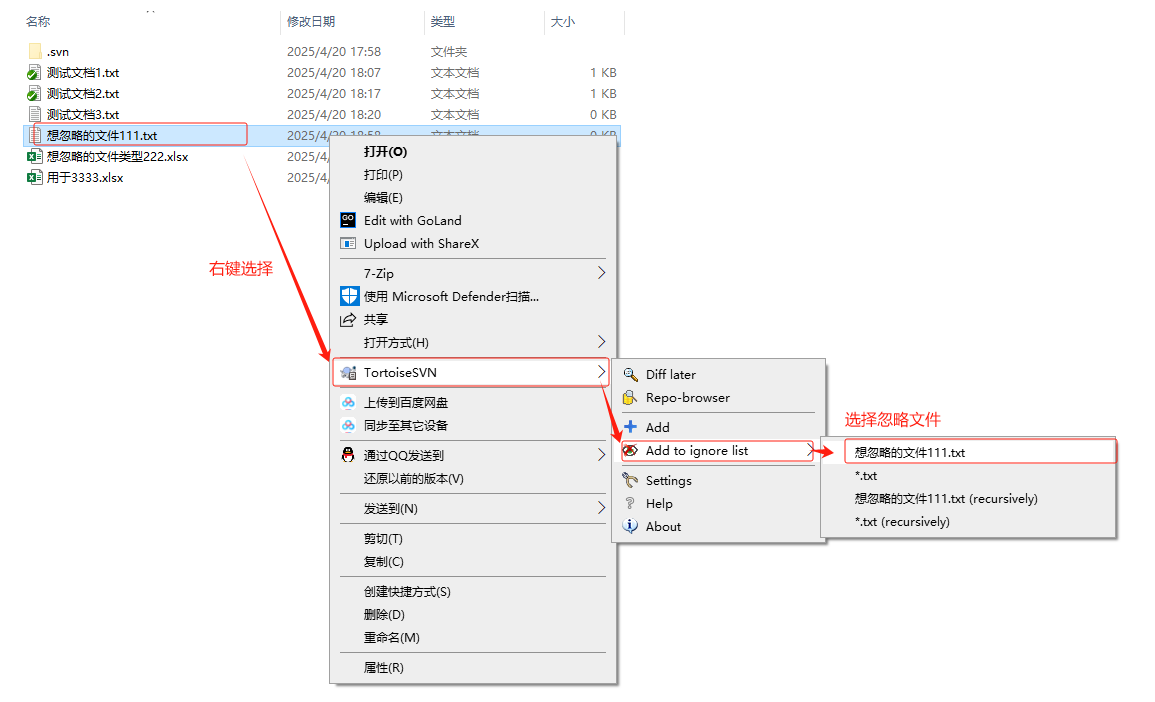 名称 修改日期 类型 大小
.svn 2025/4/20 17:58 文件夹
测试文档1.txt 2025/4/20 18:07 文本文档 1 KB
测试文档2.txt 2025/4/20 18:17 文本文档 1 KB
测试文档3.txt 2025/4/20 18:20 文本文档 0 KB
想忽略的文件111.txt 2025/4/20 18:58 文本文档 0 KB
想忽略的文件类型222.xlsx 2025/4/
用于3333.xlsx 2025/4/
右键选择
打开(O)
打印(P)
编辑(E)
Edit with GoLand
Upload with ShareX
7-Zip
使用 Microsoft Defender扫描...
共享
打开方式(H)
TortoiseSVN
上传到百度网盘
同步至其它设备
通过QQ发送到
还原以前的版本(V)
发送到(N)
剪切(T)
复制(C)
创建快捷方式(S)
删除(D)
重命名(M)
属性(R)
Diff later
Repo-browser
Add
Add to ignore list
Settings
Help
About
选择忽略文件
想忽略的文件111.txt
*.txt
想忽略的文件111.txt (recursively)
*.txt (recursively)